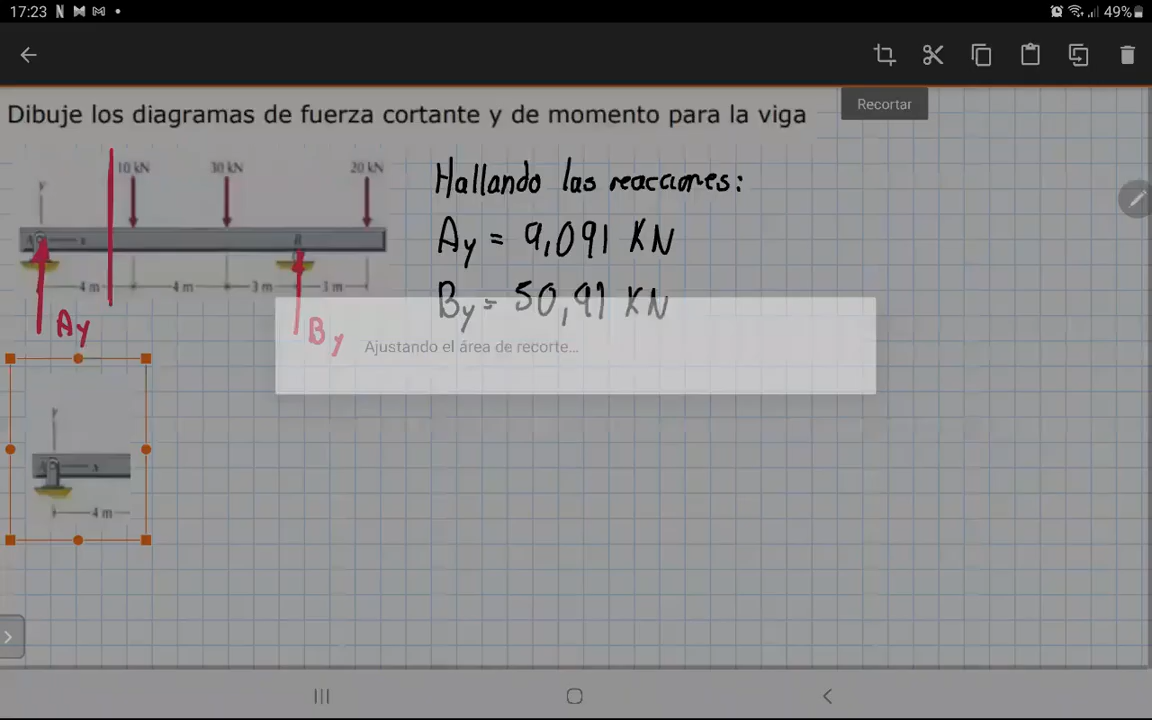 17:23 N
49%
Recortar
Dibuje los diagramas de fuerza cortante y de momento para la viga
10 kN 30 kN 20 kN
y
A x B
4 m 4 m 3 m 3 m
Ay
By
Hallando las reacciones:
Ay = 9,091 KN
By = 50,91 KN
Ajustando el área de recorte...
y
A x
4 m